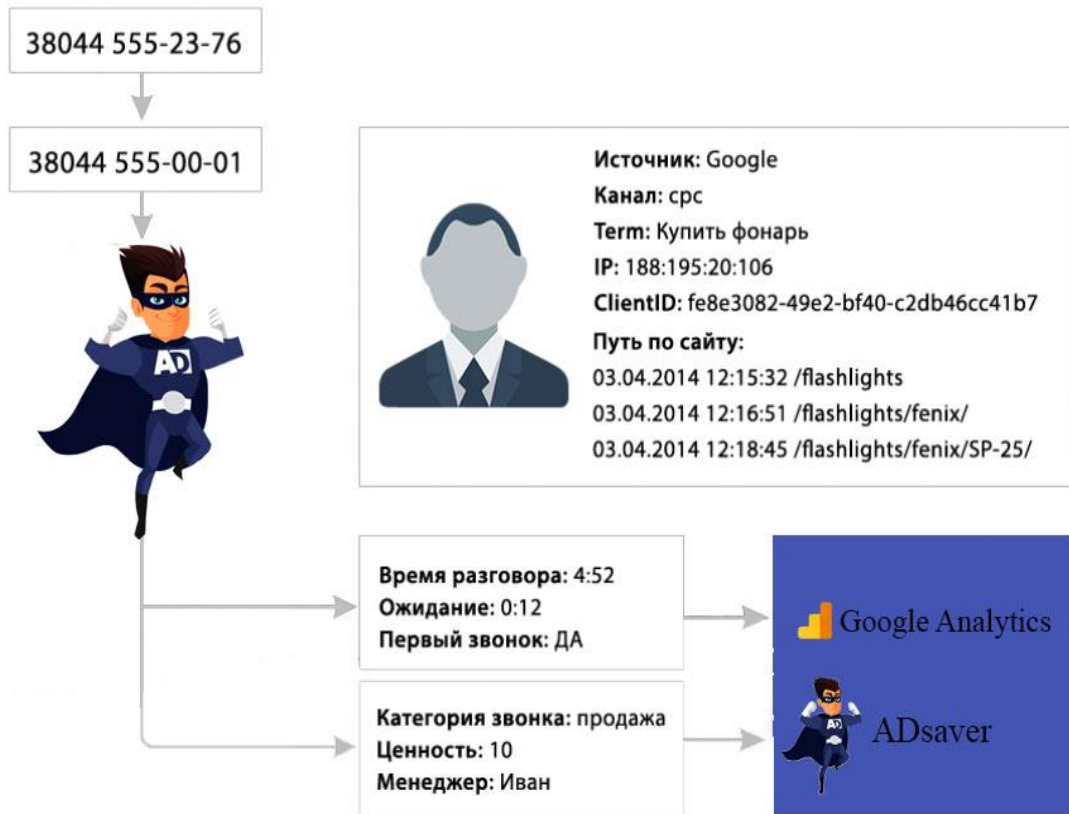 38044 555-23-76
38044 555-00-01
AD
Источник: Google
Канал: cpc
Term: Купить фонарь
IP: 188:195:20:106
ClientID: fe8e3082-49e2-bf40-c2db46cc41b7
Путь по сайту:
03.04.2014 12:15:32 /flashlights
03.04.2014 12:16:51 /flashlights/fenix/
03.04.2014 12:18:45 /flashlights/fenix/SP-25/
Время разговора: 4:52
Ожидание: 0:12
Первый звонок: ДА
Google Analytics
Категория звонка: продажа
Ценность: 10
Менеджер: Иван
AD
ADsaver